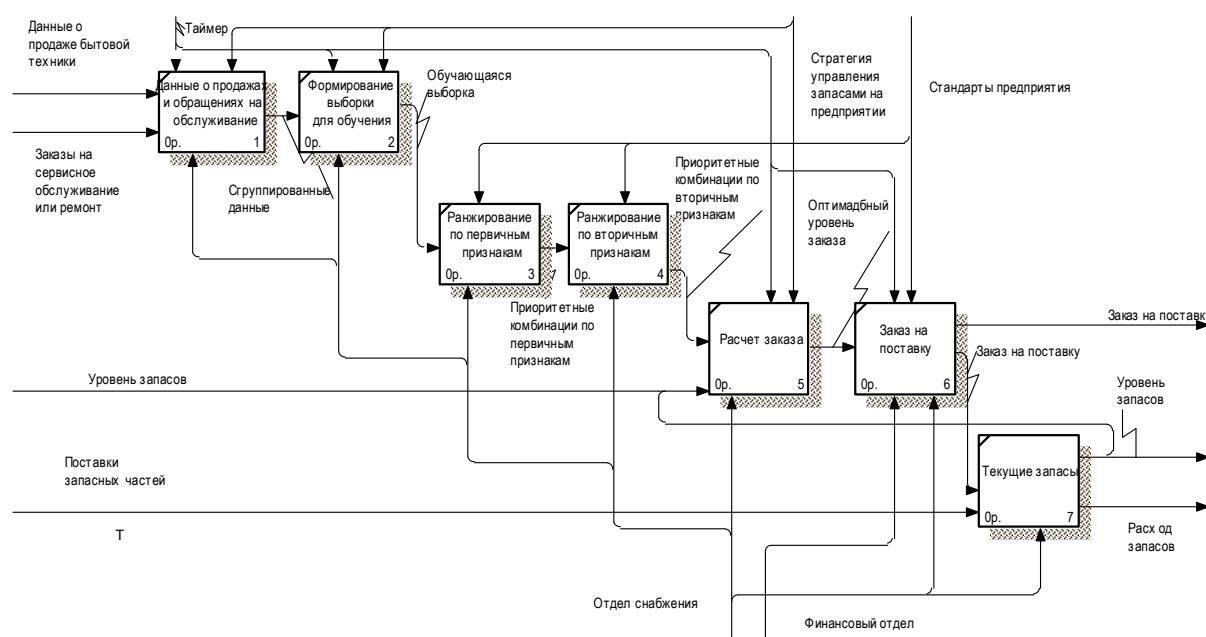 Данные о
продаже бытовой
техники
Таймер
Данные о продажах
и обращениях на
обслуживание
0р. 1
Формирование
выборки
для обучения
0р. 2
Обучающаяся
выборка
Стратегия
управления
запасами на
предприятии
Стандарты предприятия
Заказы на
сервисное
обслуживание
или ремонт
Сгруппированные
данные
Ранжирование
по первичным
признакам
0р. 3
Ранжирование
по вторичным
признакам
0р. 4
Приоритетные
комбинации по
вторичным
признакам
Оптимадбный
уровень
заказа
Приоритетные
комбинации по
первичным
признакам
Расчет заказа
0р. 5
Заказ на
поставку
0р. 6
Заказ на поставку
Заказ на поставку
Уровень запасов
Уровень
запасов
Поставки
запасных частей
Текущие запасы
0р. 7
Т
Расход
запасов
Отдел снабжения
Финансовый отдел